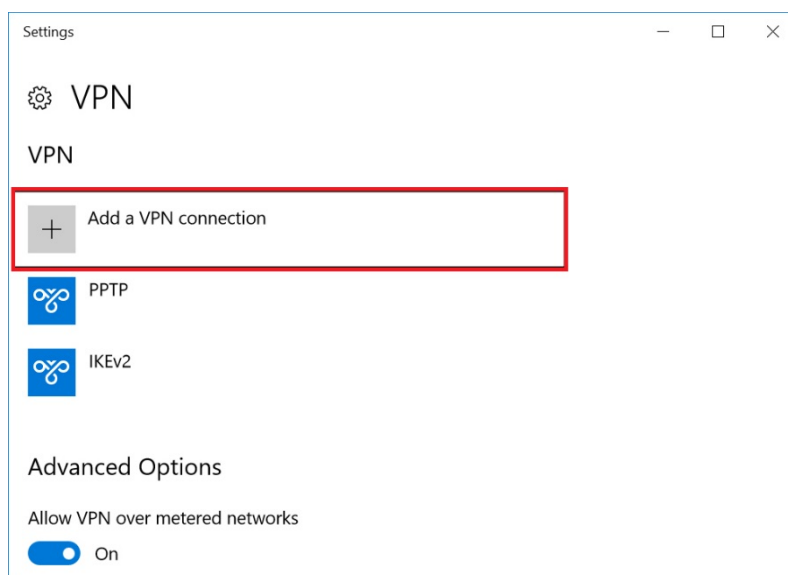 Settings
VPN
VPN
Add a VPN connection
PPTP
IKEv2
Advanced Options
Allow VPN over metered networks
On